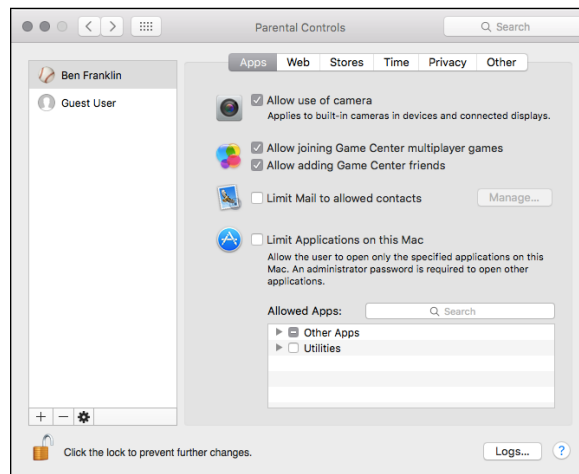 Parental Controls
Search
Ben Franklin
Guest User
Apps Web Stores Time Privacy Other
Allow use of camera
Applies to built-in cameras in devices and connected displays.
Allow joining Game Center multiplayer games
Allow adding Game Center friends
Limit Mail to allowed contacts
Manage...
Limit Applications on this Mac
Allow the user to open only the specified applications on this
Mac. An administrator password is required to open other
applications.
Allowed Apps:
Search
Other Apps
Utilities
Click the lock to prevent further changes.
Logs...
?